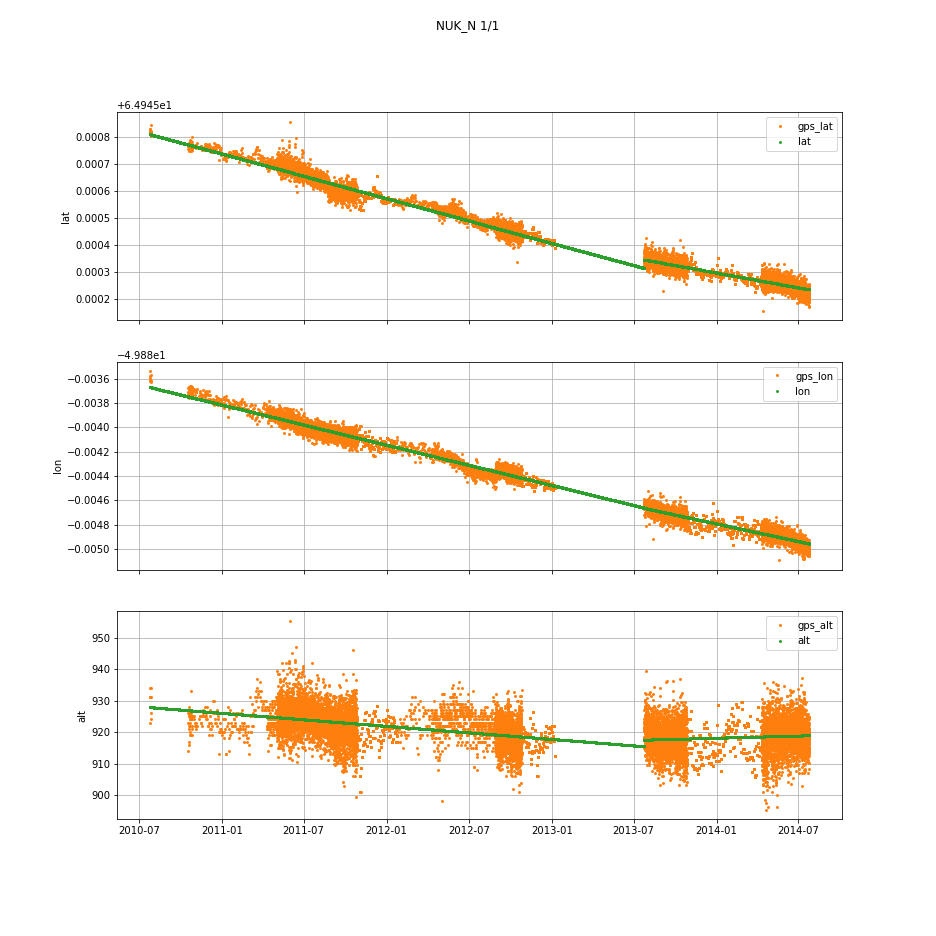 NUK_N 1/1
+6.4945e1
0.0008
0.0007
0.0006
0.0005
0.0004
0.0003
0.0002
lat
gps_lat
lat
−4.988e1
−0.0036
−0.0038
−0.0040
−0.0042
−0.0044
−0.0046
−0.0048
−0.0050
lon
gps_lon
lon
950
940
930
920
910
900
alt
gps_alt
alt
2010-07 2011-01 2011-07 2012-01 2012-07 2013-01 2013-07 2014-01 2014-07